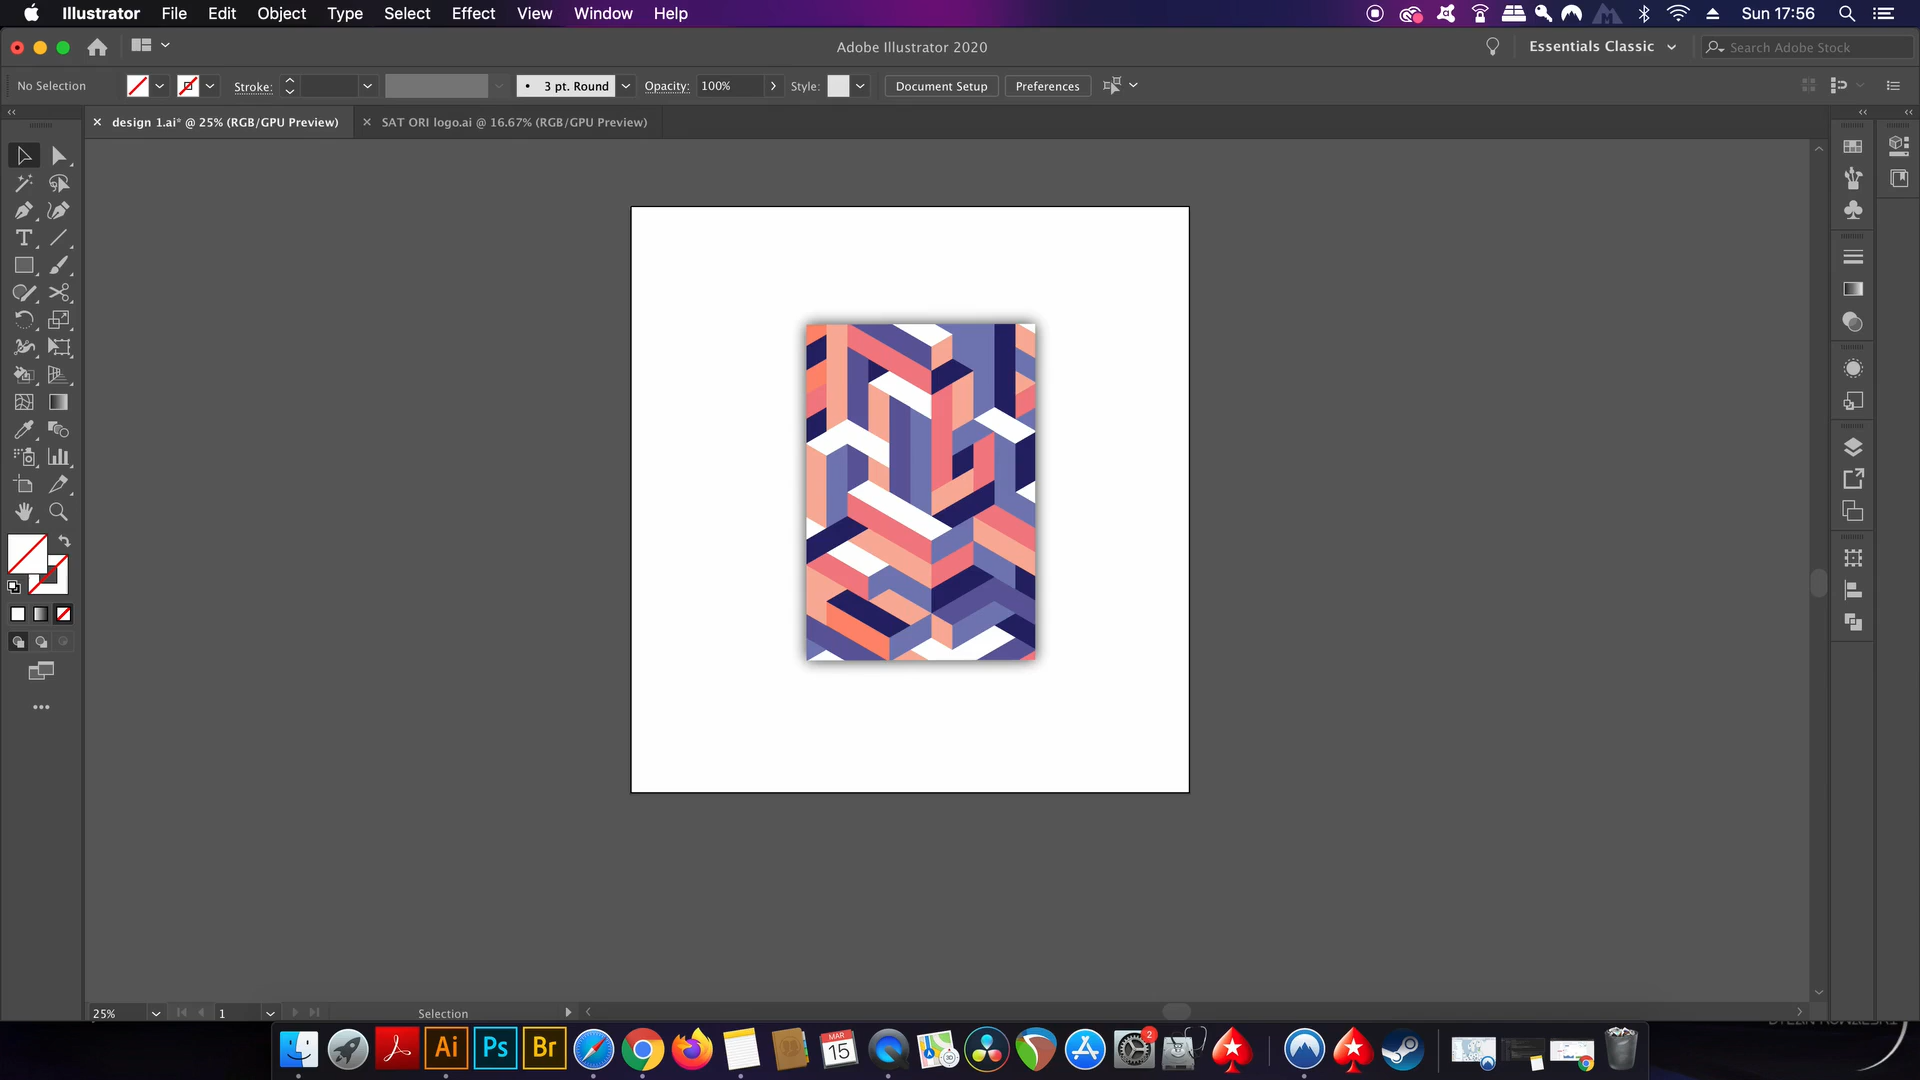 Illustrator File Edit Object Type Select Effect View Window Help
Sun 17:56
Adobe Illustrator 2020
Essentials Classic
Search Adobe Stock
No Selection
Stroke:
3 pt. Round
Opacity: 100%
Style:
Document Setup
Preferences
design 1.ai* @ 25% (RGB/GPU Preview)
SAT ORI logo.ai @ 16.67% (RGB/GPU Preview)
25%
1
Selection
Ai
Ps
Br
MAR
15
3D
2